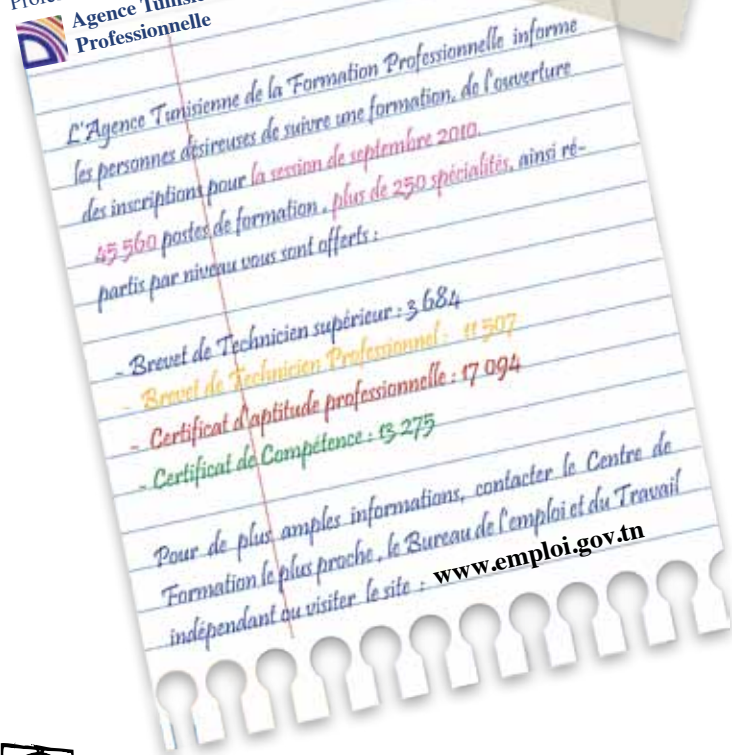 Agence
Professionnelle
L'Agence Tunisienne de la Formation Professionnelle informe
les personnes désireuses de suivre une formation, de l'ouverture
des inscriptions pour la session de septembre 2010.
45 560 postes de formation, plus de 250 spécialités, ainsi ré-
partis par niveau vous sont offerts :
- Brevet de Technicien supérieur : 3 684
- Brevet de Technicien Professionnel : 11 507
- Certificat d'aptitude professionnelle : 17 094
- Certificat de Compétence : 13 275
Pour de plus amples informations, contacter le Centre de
Formation le plus proche, le Bureau de l'emploi et du Travail
indépendant ou visiter le site : www.emploi.gov.tn